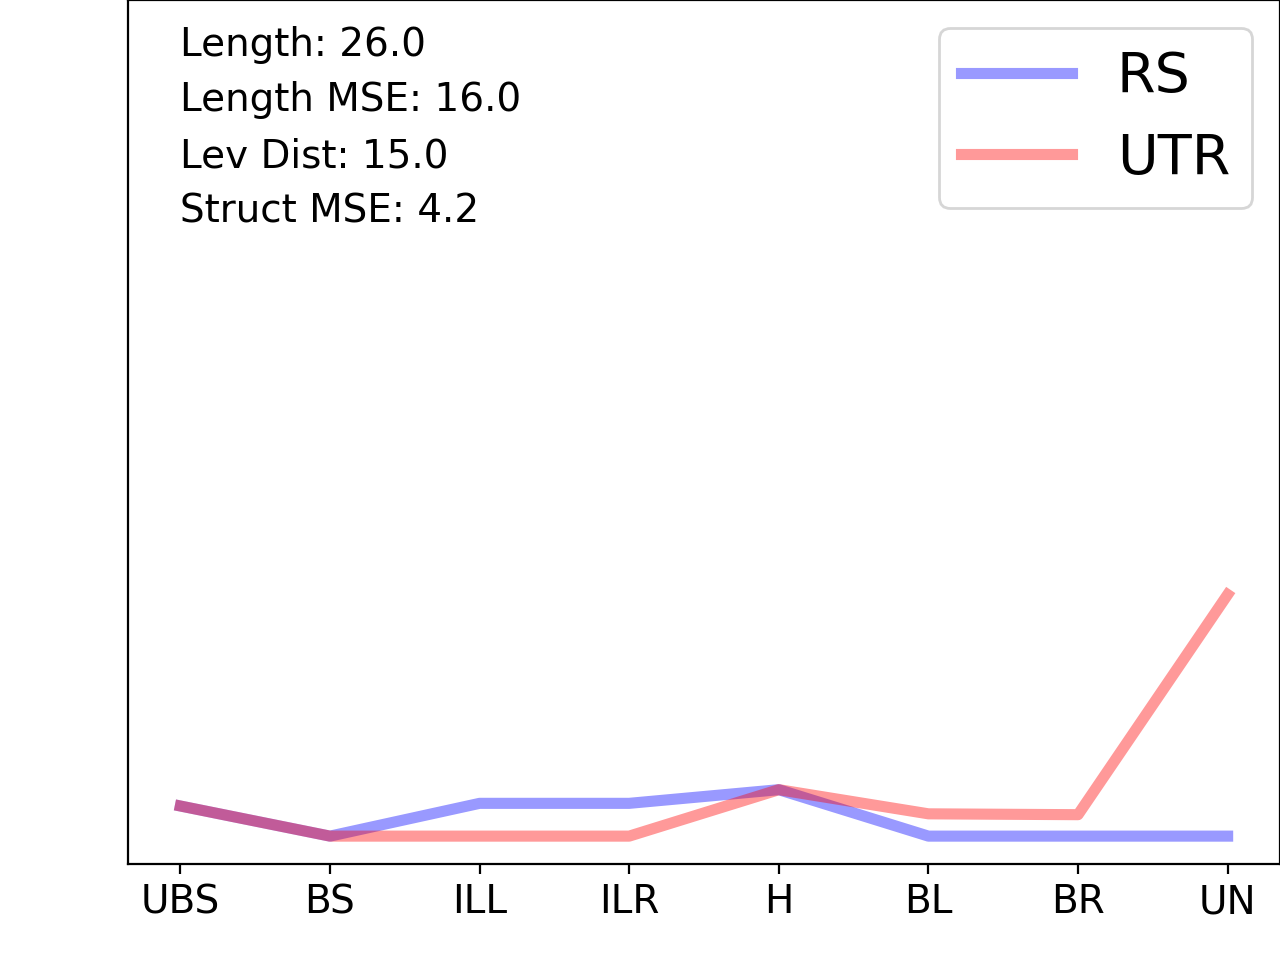 Length: 26.0
Length MSE: 16.0
Lev Dist: 15.0
Struct MSE: 4.2
RS
UTR
UBS BS ILL ILR H BL BR UN